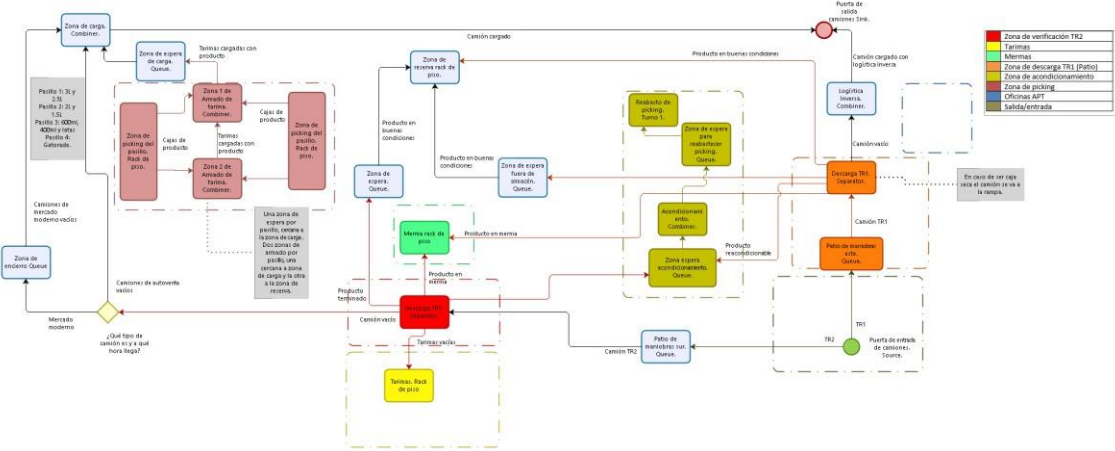 Puerta de
salida
camiones Sink.
Zona de carga.
Combiner.
Camión cargado
Zona de espera
de carga.
Queue.
Tarimas cargadas con
producto
Zona de
reserva rack de
piso.
Producto en buenas condiciones
Camión cargado con
logística inversa
Zona de verificación TR2
Tarimas
Mermas
Zona de descarga TR1 (Patio)
Zona de acondicionamiento
Zona de picking
Oficinas APT
Salida/entrada
Pasillo 1: 3L y
2.5L
Pasillo 2: 2L y
1.5L
Pasillo 3: 600ml,
400ml y latas
Pasillo 4:
Gatorade.
Zona de
picking del
pasillo.
Rack de
piso.
Zona 1 de
Armado de
tarima.
Combiner.
Cajas de
producto
Cajas de
producto
Tarimas
cargadas con
producto
Zona 2 de
Armado de
tarima.
Combiner.
Zona de
picking del
pasillo.
Rack de
piso.
Producto en
buenas
condiciones
Reabasto de
picking.
Turno 1.
Zona de espera
para
reabastecer
picking.
Queue.
Logística
Inversa.
Combiner.
Camión vacío
Zona de
espera.
Queue.
Producto en buenas
condiciones
Zona de espera
fuera de
almacén.
Queue.
Descarga TR1.
Separator.
En caso de ser caja
seca el camión se va a
la rampa.
Camiones de
mercado
moderno vacíos
Una zona de
espera por
pasillo, cercana a
la zona de carga.
Dos zonas de
armado por
pasillo, una
cercana a zona
de carga y la otra
a la zona de
reserva.
Merma rack de
piso
Producto en merma
Acondicionami
ento.
Combiner.
Camión TR1
Zona de
encierro Queue
Producto en
merma
Zona espera
acondicionamiento.
Queue.
Producto
reacondicionable
Patio de maniobras
este.
Queue.
Camiones de autoventa
vacíos
Producto
terminado
Descarga TR2.
Separator.
Mercado
moderno
Camión vacío
¿Qué tipo de
camión es y a qué
hora llega?
Tarimas vacías
Camión TR2
Patio de
maniobras sur.
Queue.
TR2
TR1
Puerta de entrada
de camiones.
Source.
Tarimas. Rack
de piso